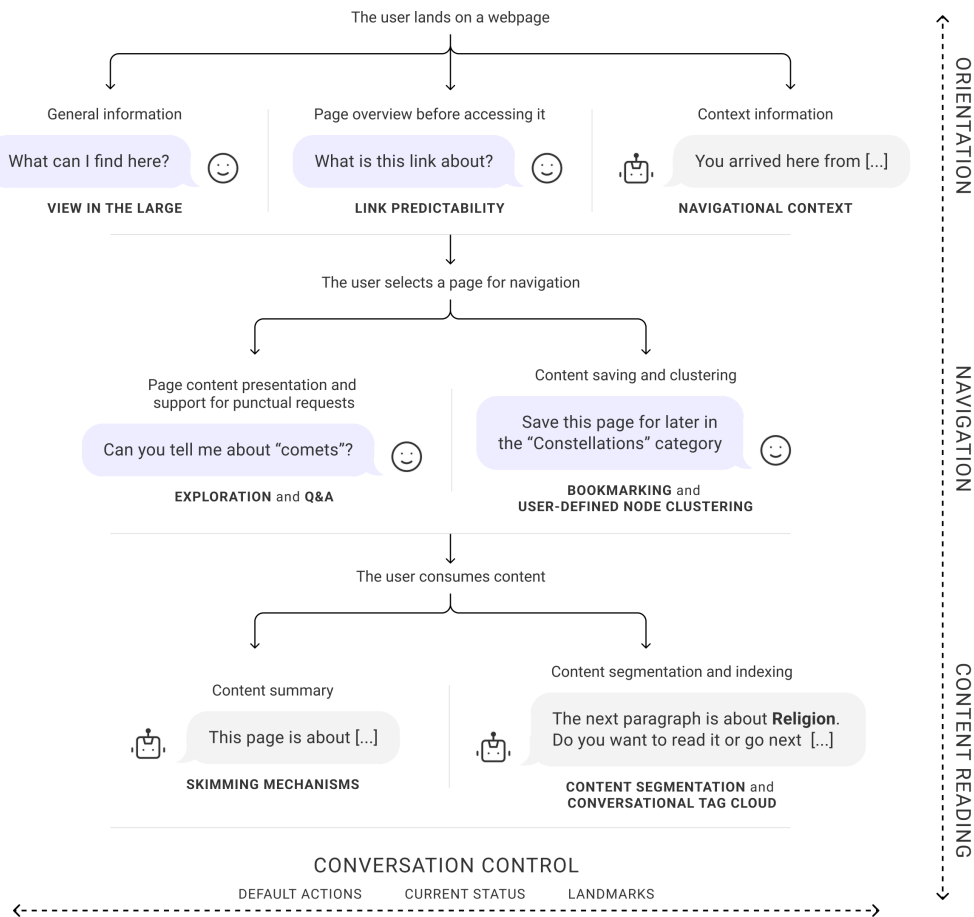 The user lands on a webpage
General information
What can I find here?
VIEW IN THE LARGE
Page overview before accessing it
What is this link about?
LINK PREDICTABILITY
Context information
You arrived here from [...]
NAVIGATIONAL CONTEXT
ORIENTATION
The user selects a page for navigation
Page content presentation and
support for punctual requests
Can you tell me about “comets”?
EXPLORATION and Q&A
Content saving and clustering
Save this page for later in
the “Constellations” category
BOOKMARKING and
USER-DEFINED NODE CLUSTERING
NAVIGATION
The user consumes content
Content summary
This page is about [...]
SKIMMING MECHANISMS
Content segmentation and indexing
The next paragraph is about Religion.
Do you want to read it or go next [...]
CONTENT SEGMENTATION and
CONVERSATIONAL TAG CLOUD
CONTENT READING
CONVERSATION CONTROL
DEFAULT ACTIONS CURRENT STATUS LANDMARKS